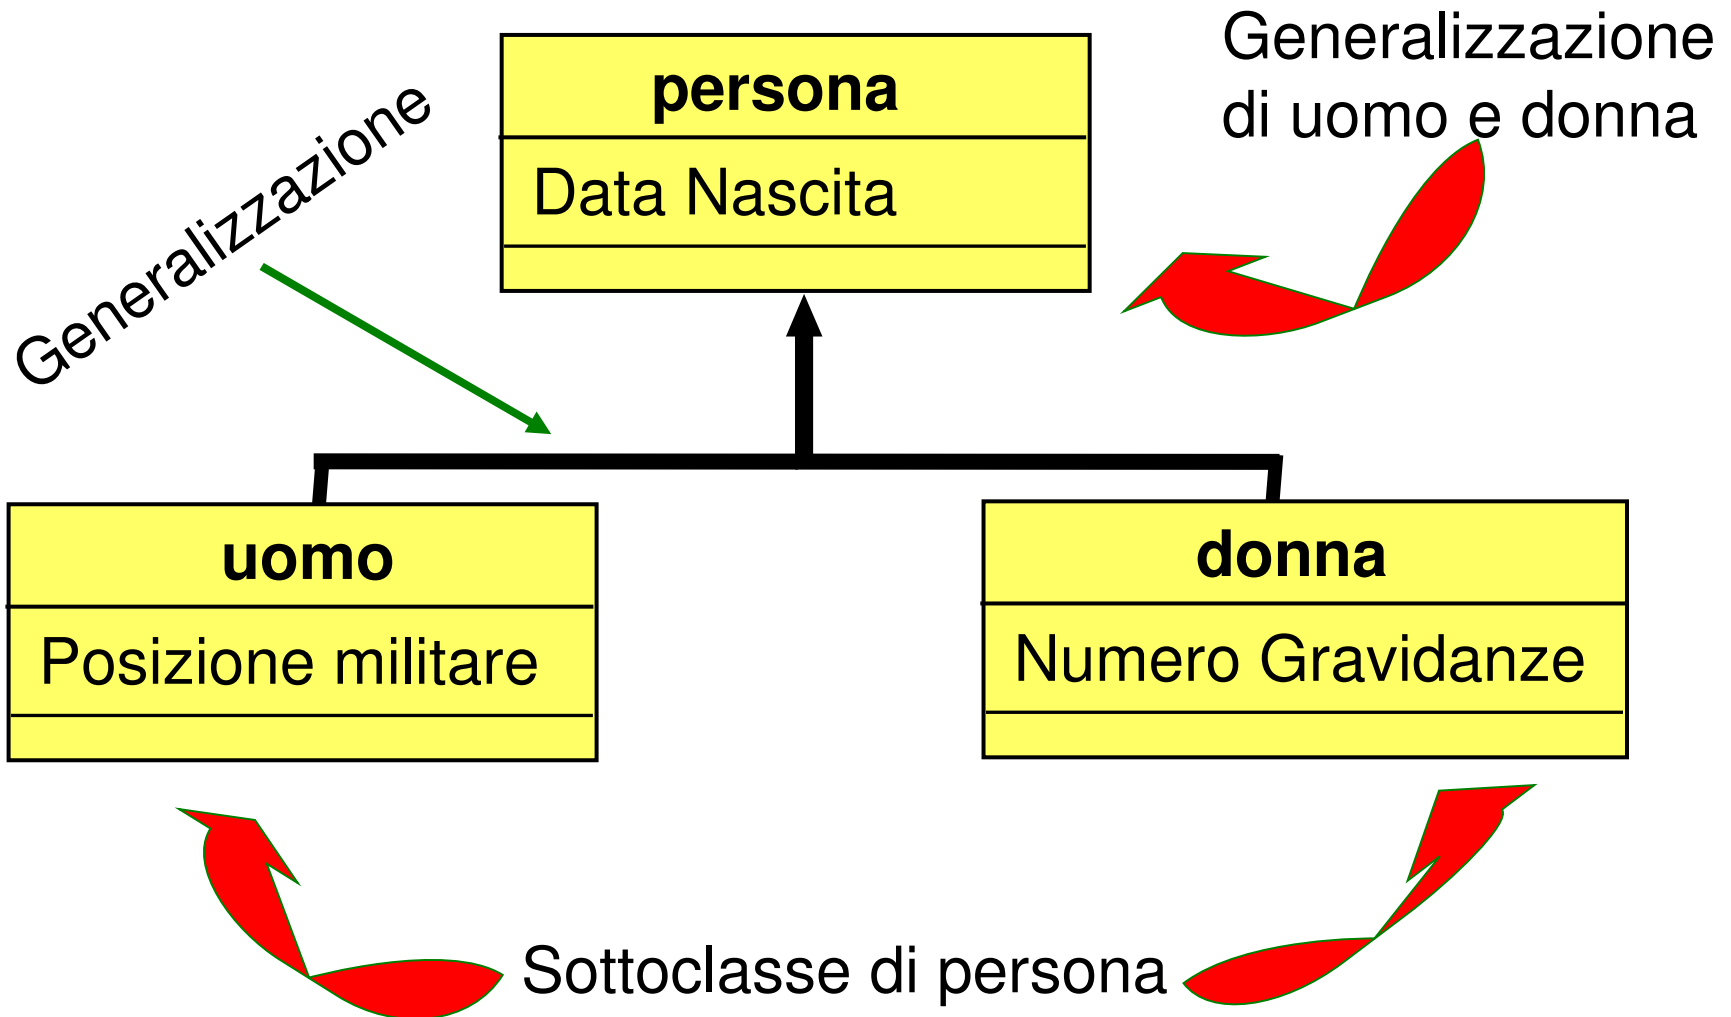 Generalizzazione
di uomo e donna
persona
Data Nascita
Generalizzazione
uomo
Posizione militare
donna
Numero Gravidanze
Sottoclasse di persona